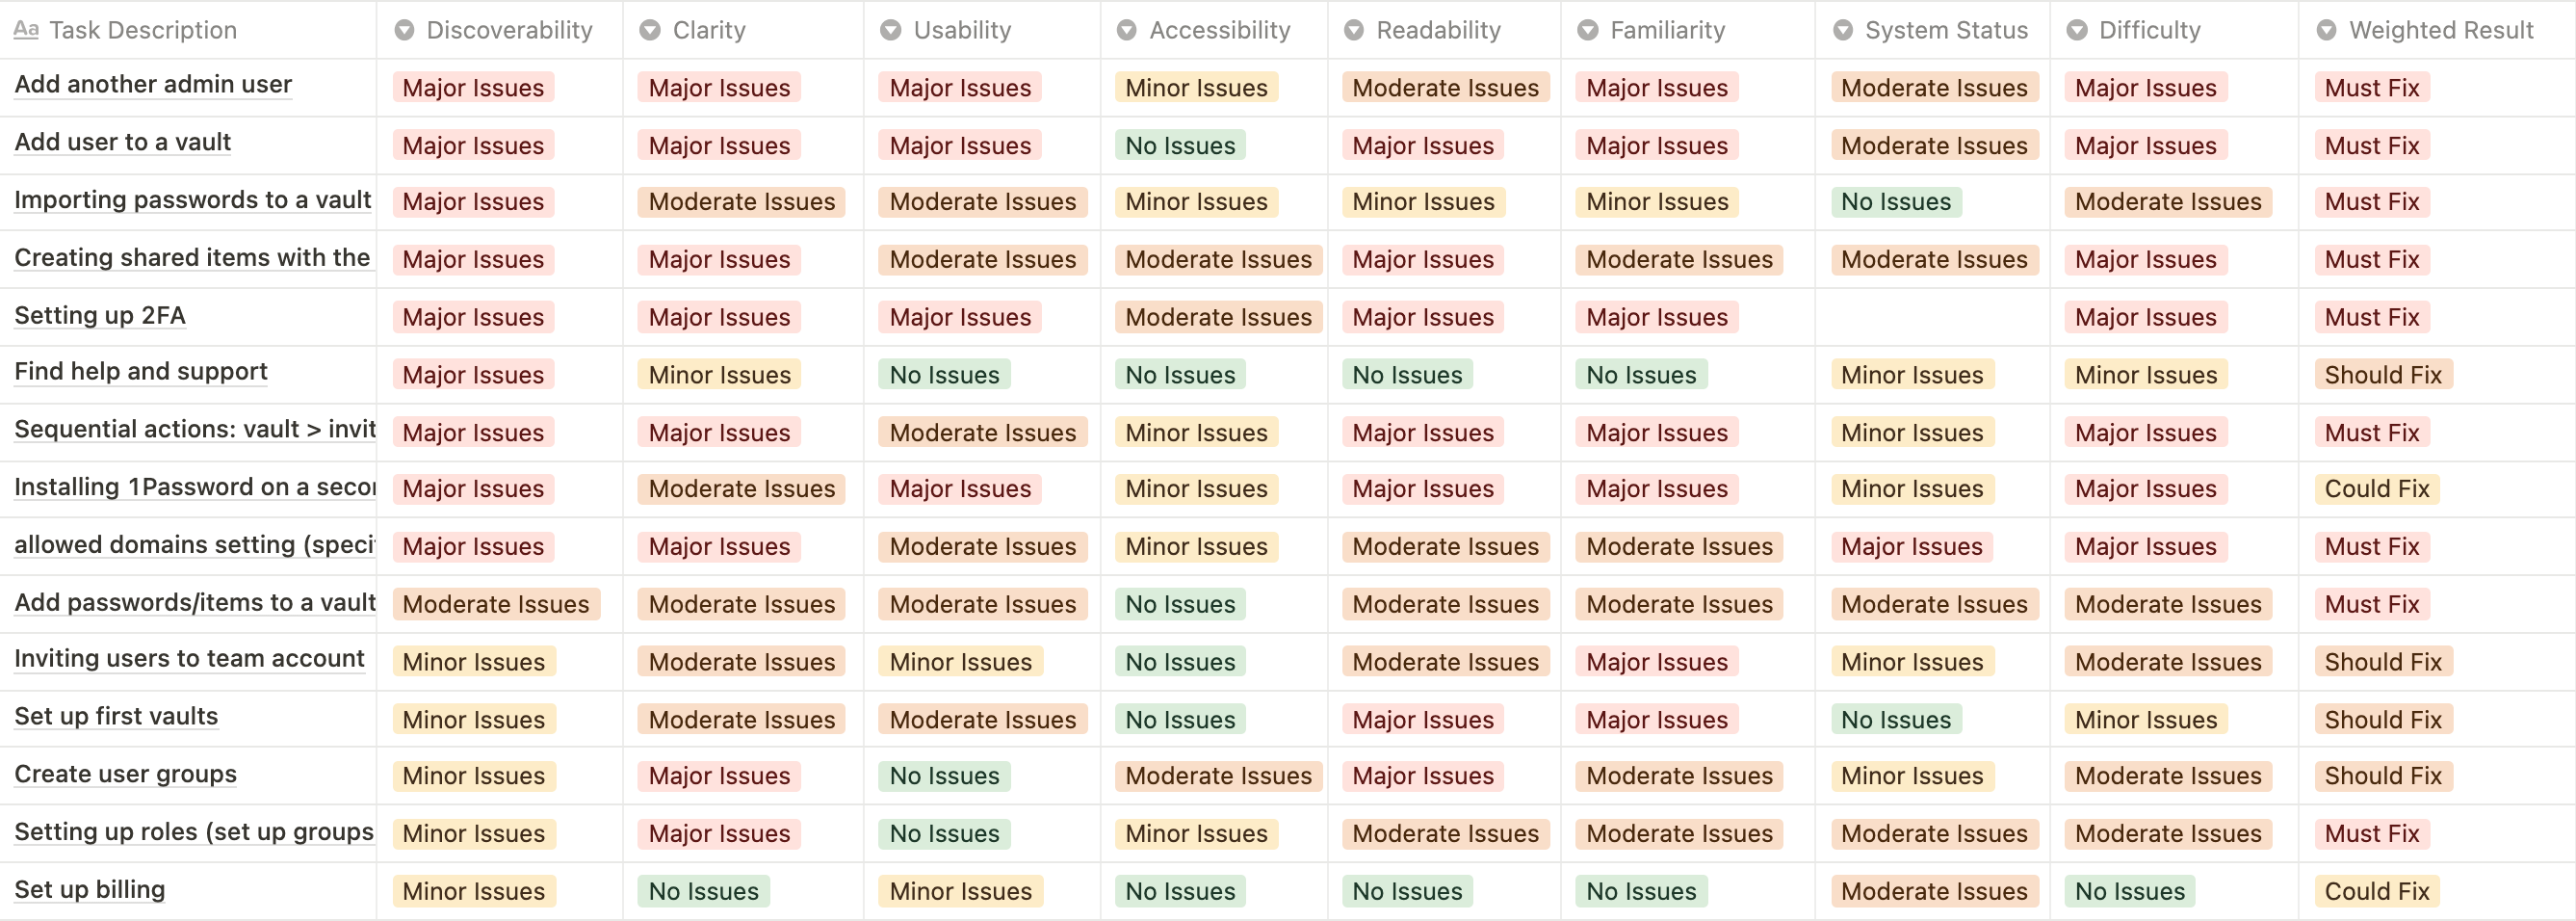 Aa Task Description Discoverability Clarity Usability Accessibility Readability Familiarity System Status Difficulty Weighted Result
Add another admin user Major Issues Major Issues Major Issues Minor Issues Moderate Issues Major Issues Moderate Issues Major Issues Must Fix
Add user to a vault Major Issues Major Issues Major Issues No Issues Major Issues Major Issues Moderate Issues Major Issues Must Fix
Importing passwords to a vault Major Issues Moderate Issues Moderate Issues Minor Issues Minor Issues Minor Issues No Issues Moderate Issues Must Fix
Creating shared items with the Major Issues Major Issues Moderate Issues Moderate Issues Major Issues Moderate Issues Moderate Issues Major Issues Must Fix
Setting up 2FA Major Issues Major Issues Major Issues Moderate Issues Major Issues Major Issues Major Issues Must Fix
Find help and support Major Issues Minor Issues No Issues No Issues No Issues No Issues Minor Issues Minor Issues Should Fix
Sequential actions: vault > invit Major Issues Major Issues Moderate Issues Minor Issues Major Issues Major Issues Minor Issues Major Issues Must Fix
Installing 1Password on a secon Major Issues Moderate Issues Major Issues Minor Issues Major Issues Major Issues Minor Issues Major Issues Could Fix
allowed domains setting (specif Major Issues Major Issues Moderate Issues Minor Issues Moderate Issues Moderate Issues Major Issues Major Issues Must Fix
Add passwords/items to a vault Moderate Issues Moderate Issues Moderate Issues No Issues Moderate Issues Moderate Issues Moderate Issues Moderate Issues Must Fix
Inviting users to team account Minor Issues Moderate Issues Minor Issues No Issues Moderate Issues Major Issues Minor Issues Moderate Issues Should Fix
Set up first vaults Minor Issues Moderate Issues Moderate Issues No Issues Major Issues Major Issues No Issues Minor Issues Should Fix
Create user groups Minor Issues Major Issues No Issues Moderate Issues Major Issues Moderate Issues Minor Issues Moderate Issues Should Fix
Setting up roles (set up groups Minor Issues Major Issues No Issues Minor Issues Moderate Issues Moderate Issues Moderate Issues Moderate Issues Must Fix
Set up billing Minor Issues No Issues Minor Issues No Issues No Issues No Issues Moderate Issues No Issues Could Fix